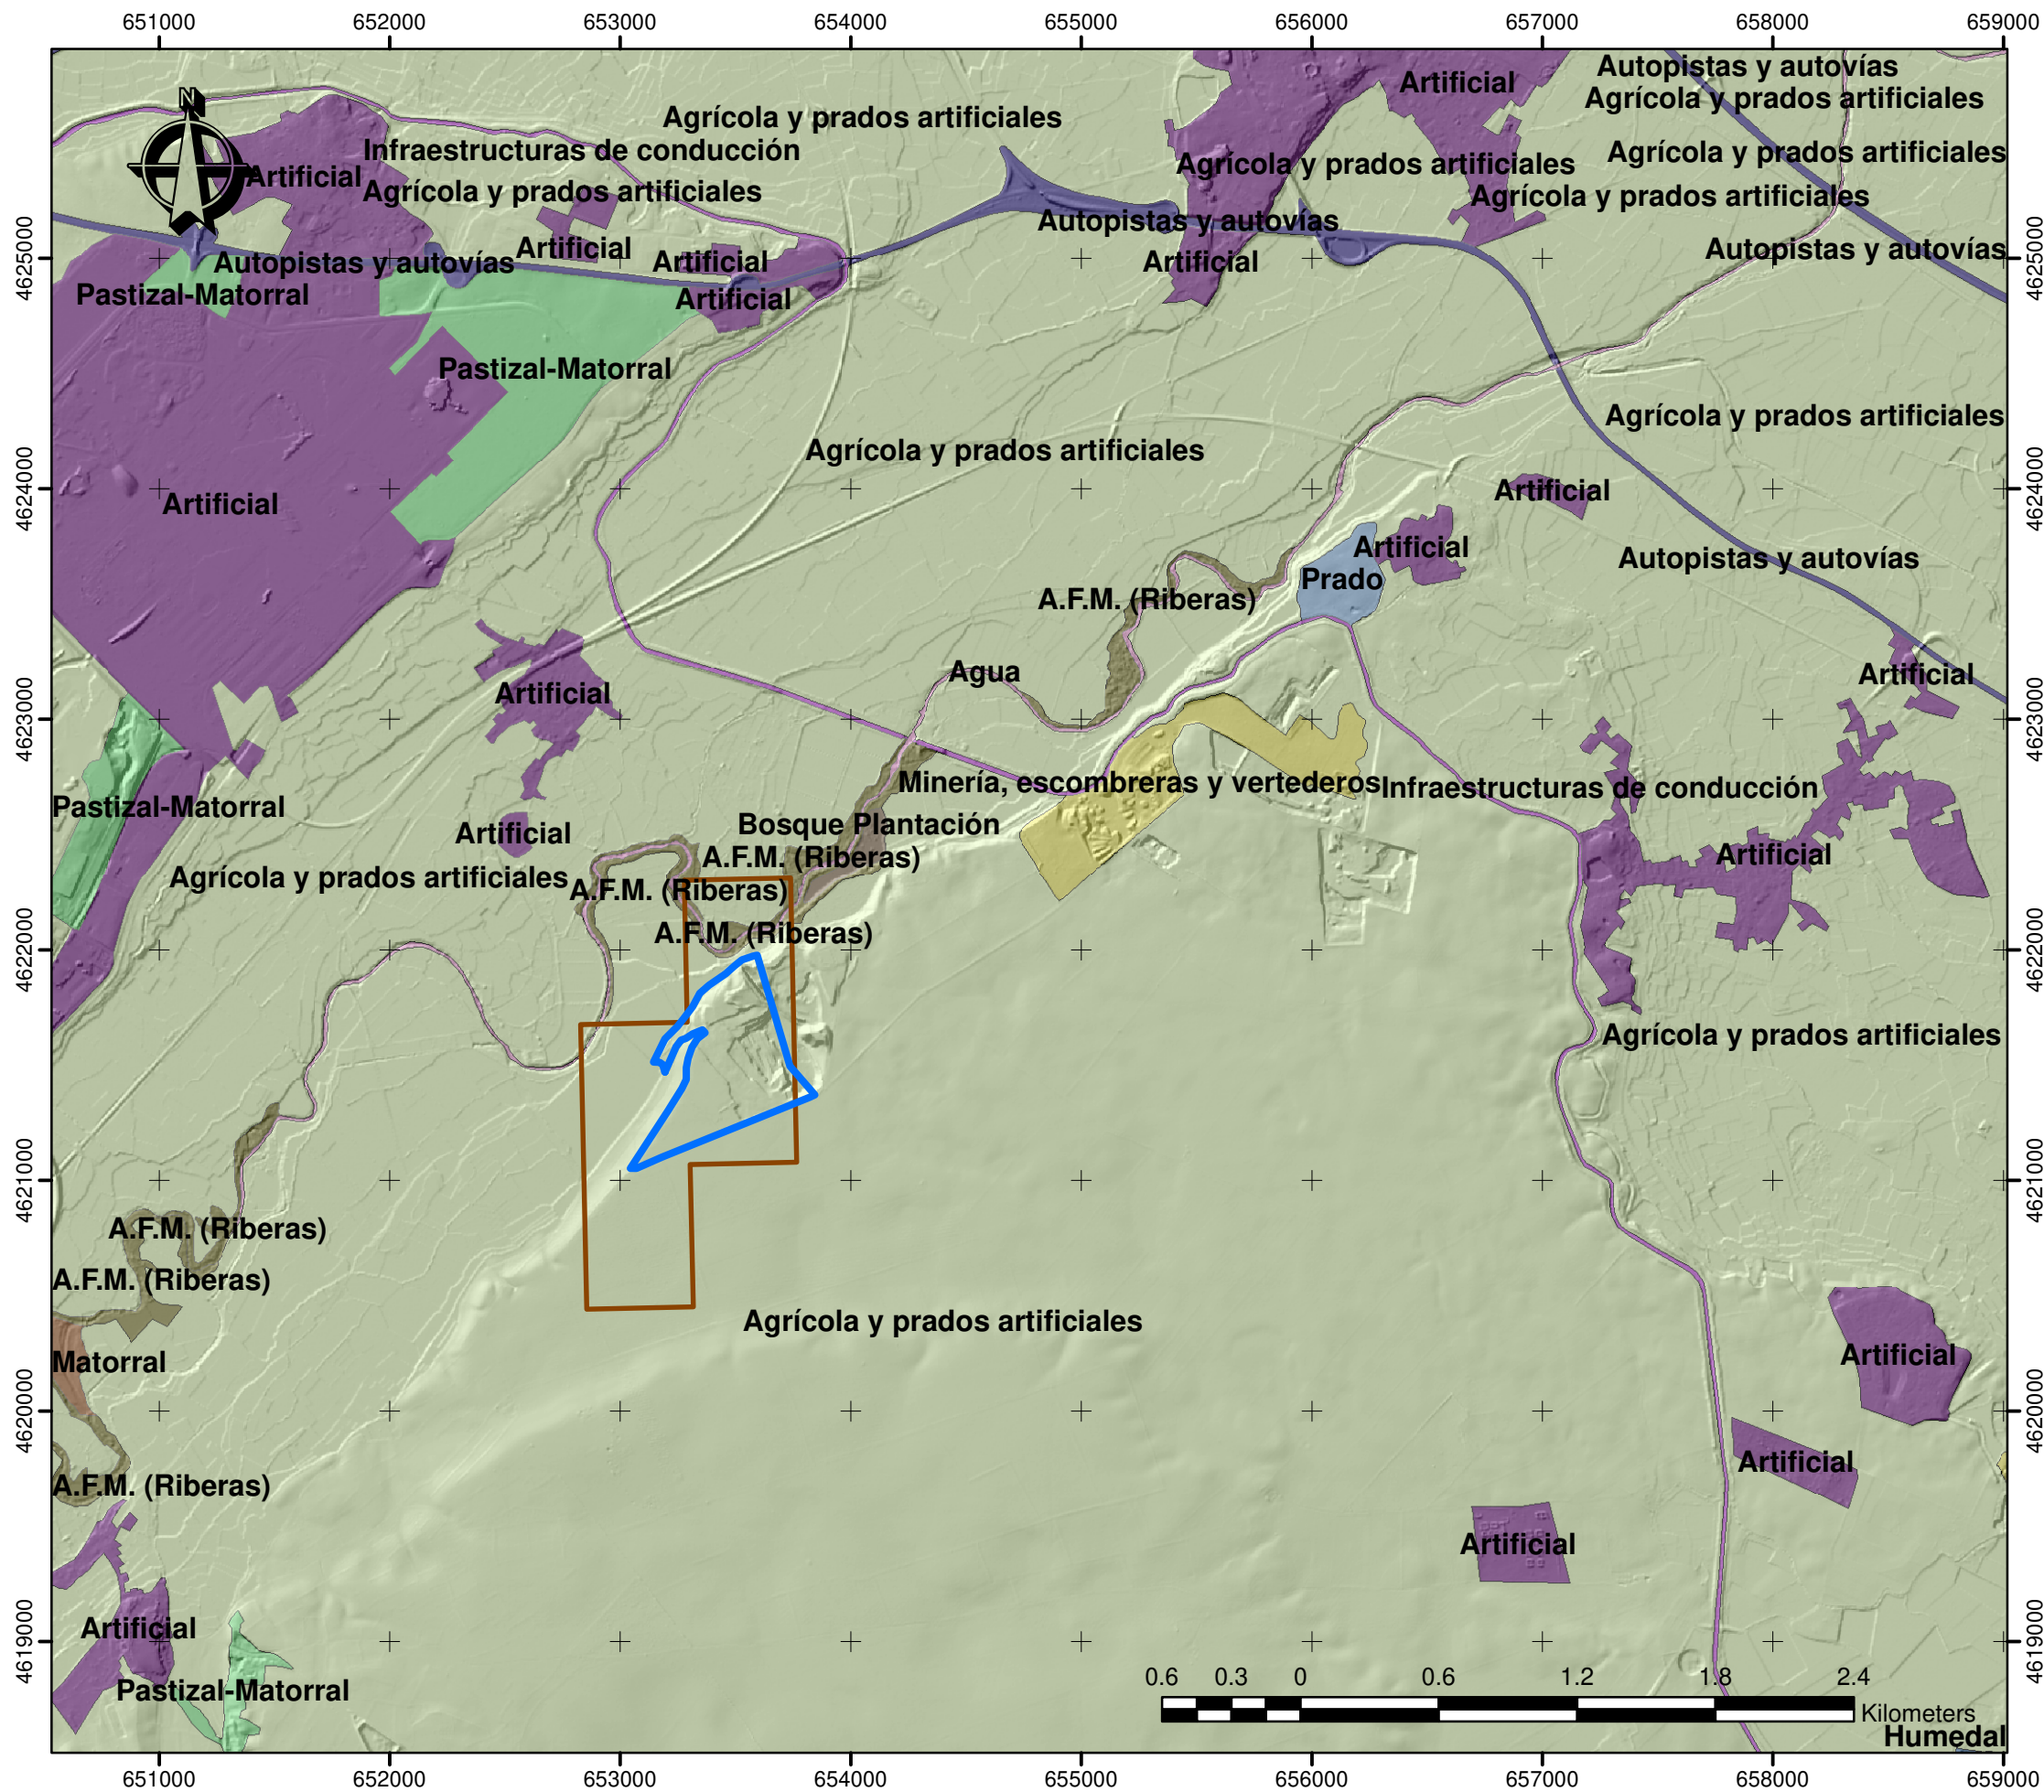 651000 652000 653000 654000 655000 656000 657000 658000 659000
N
Autopistas y autovías
Artificial
Agrícola y prados artificiales
Agrícola y prados artificiales
Infraestructuras de conducción
Agrícola y prados artificiales
Agrícola y prados artificiales
Artificial
Agrícola y prados artificiales
Agrícola y prados artificiales
Autopistas y autovías
Artificial
Autopistas y autovías
4625000
4625000
Autopistas y autovías
Artificial
Artificial
Pastizal-Matorral
Artificial
Pastizal-Matorral
Agrícola y prados artificiales
Agrícola y prados artificiales
Artificial
Artificial
4624000
4624000
Artificial
Autopistas y autovías
Prado
A.F.M. (Riberas)
Agua
Artificial
Artificial
4623000
4623000
Minería, escombreras y vertederos
Infraestructuras de conducción
Pastizal-Matorral
Bosque Plantación
Artificial
A.F.M. (Riberas)
Artificial
Agrícola y prados artificiales
A.F.M. (Riberas)
A.F.M. (Riberas)
4622000
4622000
Agrícola y prados artificiales
4621000
4621000
A.F.M. (Riberas)
A.F.M. (Riberas)
Agrícola y prados artificiales
Matorral
Artificial
4620000
4620000
Artificial
A.F.M. (Riberas)
Artificial
Artificial
4619000
4619000
Pastizal-Matorral
0.6 0.3 0 0.6 1.2 1.8 2.4
Kilometers
Humedal
651000 652000 653000 654000 655000 656000 657000 658000 659000
Artificial